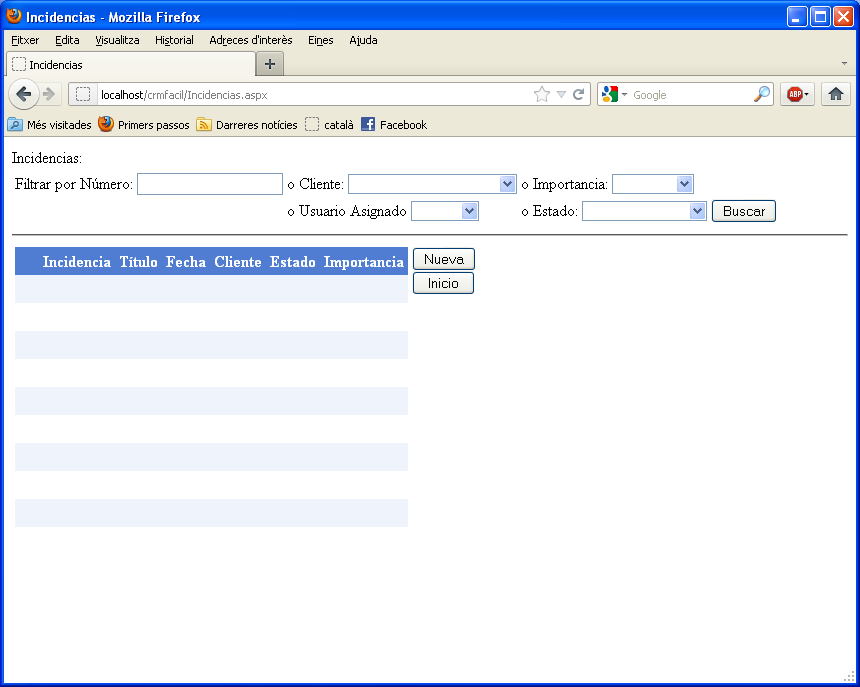 Incidencias - Mozilla Firefox
Fitxer Edita Visualitza Historial Adreces d'interès Eines Ajuda
Incidencias
localhost/crmfacil/Incidencias.aspx Google ABP
Més visitades Primers passos Darreres notícies català Facebook
Incidencias:
Filtrar por Número: o Cliente: o Importancia:
o Usuario Asignado o Estado: Buscar
Incidencia Título Fecha Cliente Estado Importancia Nueva
Inicio